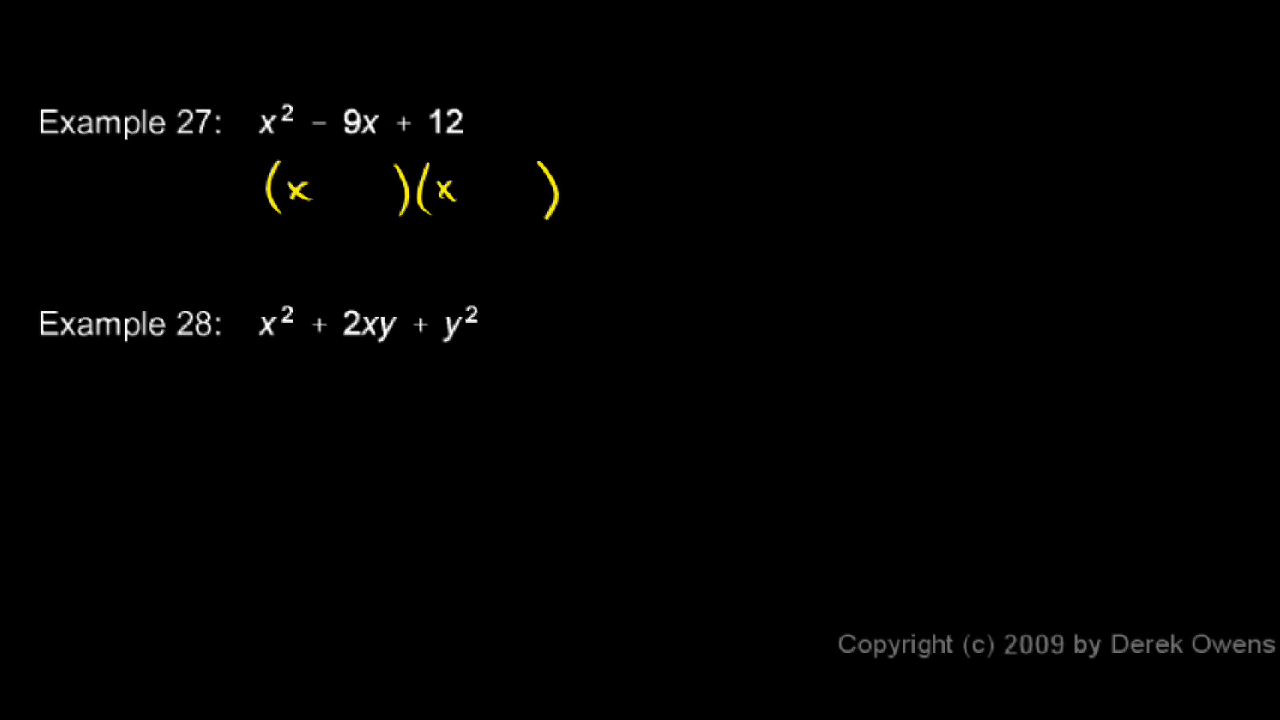 Example 27: x² − 9x + 12
(x )(x )
Example 28: x² + 2xy + y²
Copyright (c) 2009 by Derek Owens